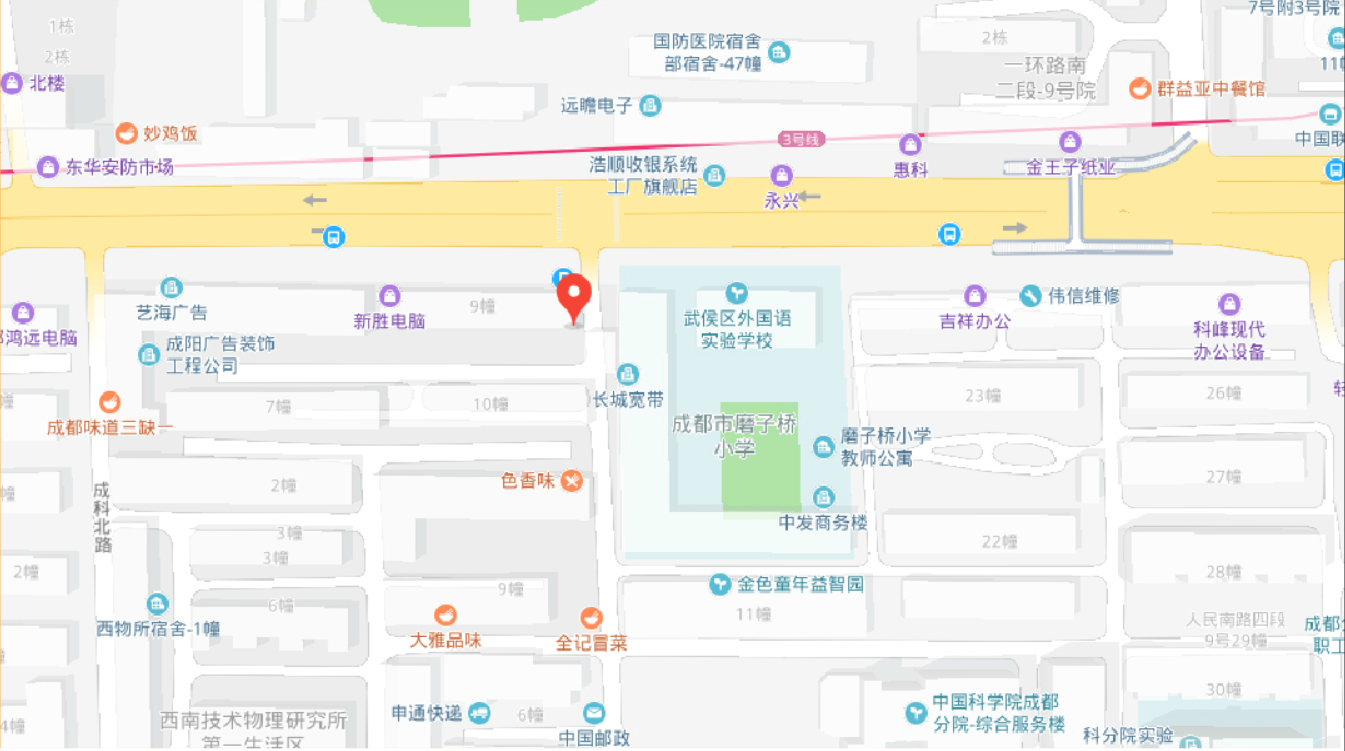 7号附3号院
1栋
2栋
国防医院宿舍
部宿舍-47幢
2栋
一环路南
二段-9号院
北楼
群益亚中餐馆
远瞻电子
妙鸡饭
3号线
东华安防市场
浩顺收银系统
工厂旗舰店
惠科
金王子纸业
永兴
艺海广告
新胜电脑
9幢
武侯区外国语
实验学校
吉祥办公
伟信维修
科峰现代
办公设备
鸿远电脑
成阳广告装饰
工程公司
长城宽带
7幢
10幢
23幢
26幢
成都味道三缺一
成都市磨子桥
小学
磨子桥小学
教师公寓
色香味
2幢
27幢
成科北路
中发商务楼
3幢
3幢
22幢
2幢
28幢
9幢
金色童年益智园
6幢
11幢
西物所宿舍-1幢
大雅品味
全记冒菜
人民南路四段
9号29幢
职工
30幢
申通快递
6幢
中国邮政
中国科学院成都
分院-综合服务楼
西南技术物理研究所
第一生活区
4幢
科分院实验